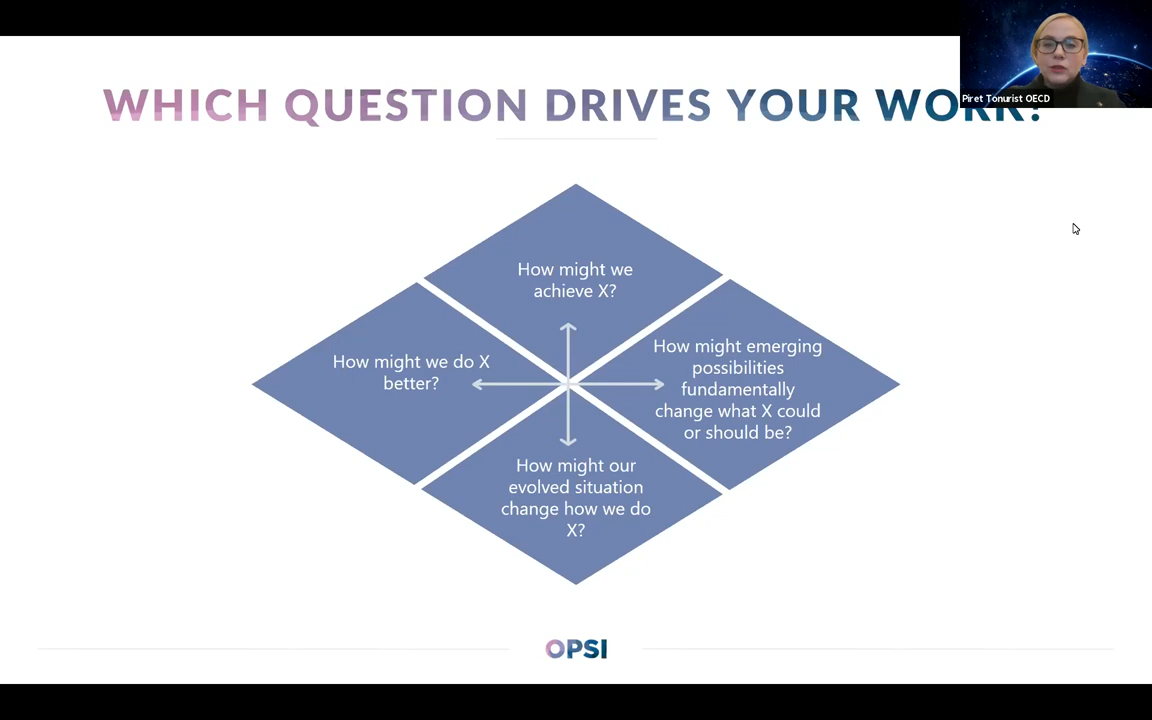 WHICH QUESTION DRIVES YOUR WORK?
Piret Tonurist OECD
How might we
achieve X?
How might we do X
better?
How might emerging
possibilities
fundamentally
change what X could
or should be?
How might our
evolved situation
change how we do
X?
OPSI